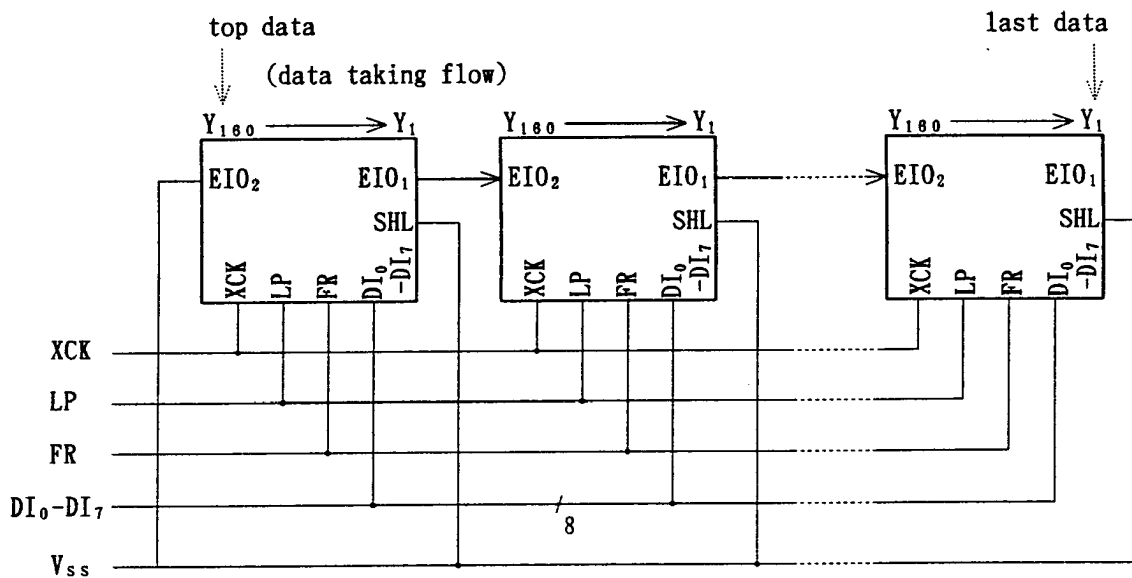 top data
last data
(data taking flow)
Y₁₆₀ Y₁ Y₁₆₀ Y₁ Y₁₆₀ Y₁
EIO₂ EIO₁ EIO₂ EIO₁ EIO₂ EIO₁
SHL SHL SHL
XCK LP FR DI₀-DI₇ XCK LP FR DI₀-DI₇ XCK LP FR DI₀-DI₇
XCK
LP
FR
DI₀-DI₇
8
Vss